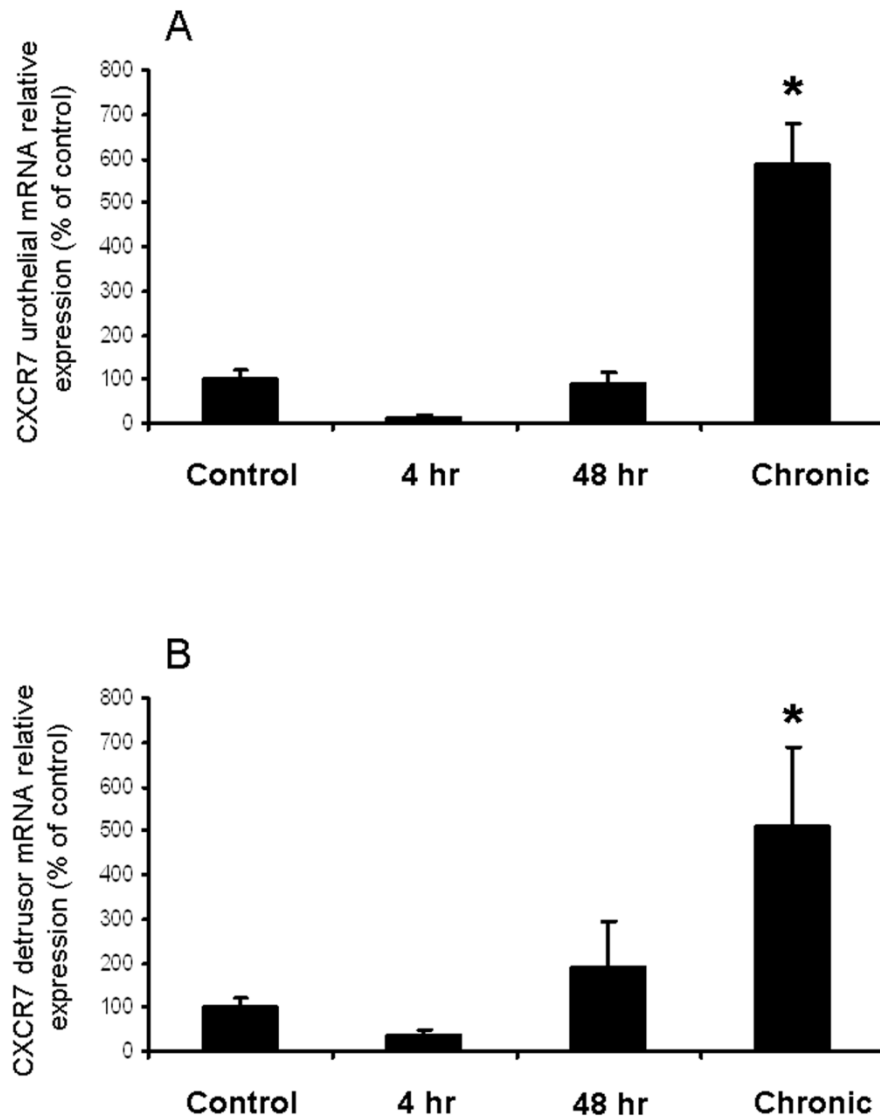 A
CXCR7 urothelial mRNA relative
expression (% of control)
800
700
600
500
400
300
200
100
0
*
Control 4 hr 48 hr Chronic
B
CXCR7 detrusor mRNA relative
expression (% of control)
800
700
600
500
400
300
200
100
0
*
Control 4 hr 48 hr Chronic